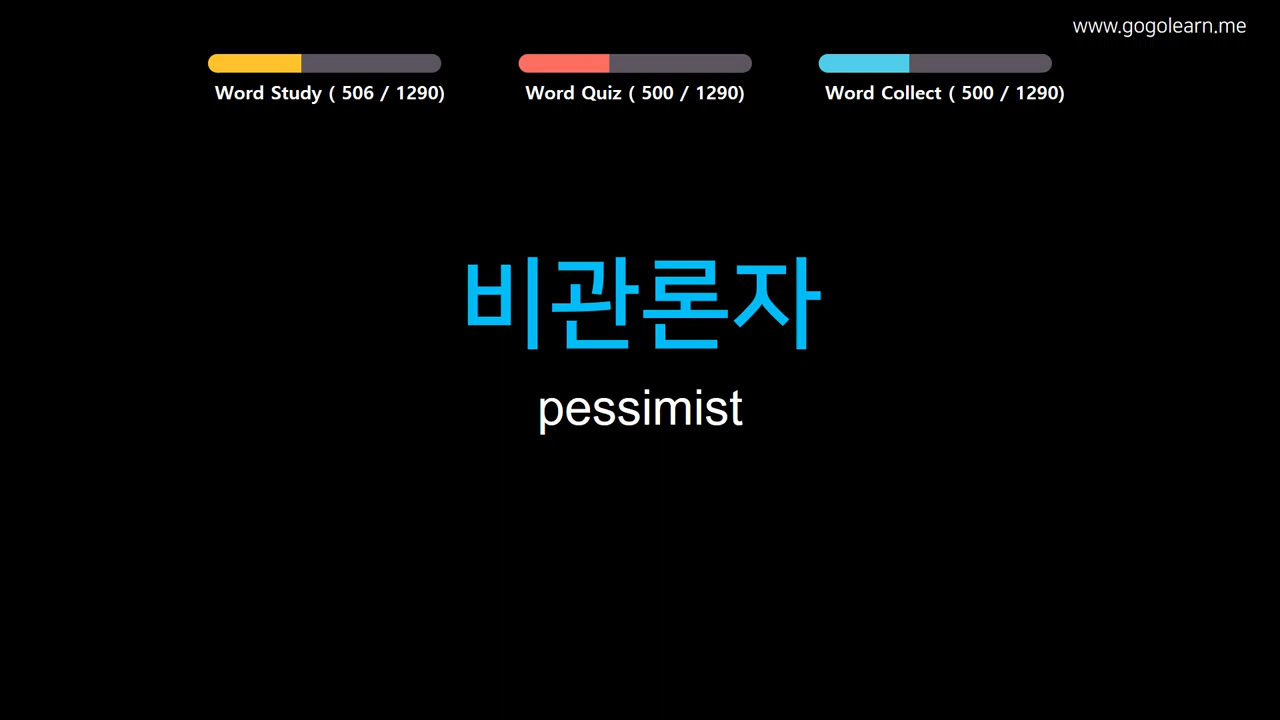 www.gogolearn.me
Word Study ( 506 / 1290)
Word Quiz ( 500 / 1290)
Word Collect ( 500 / 1290)
비관론자
pessimist